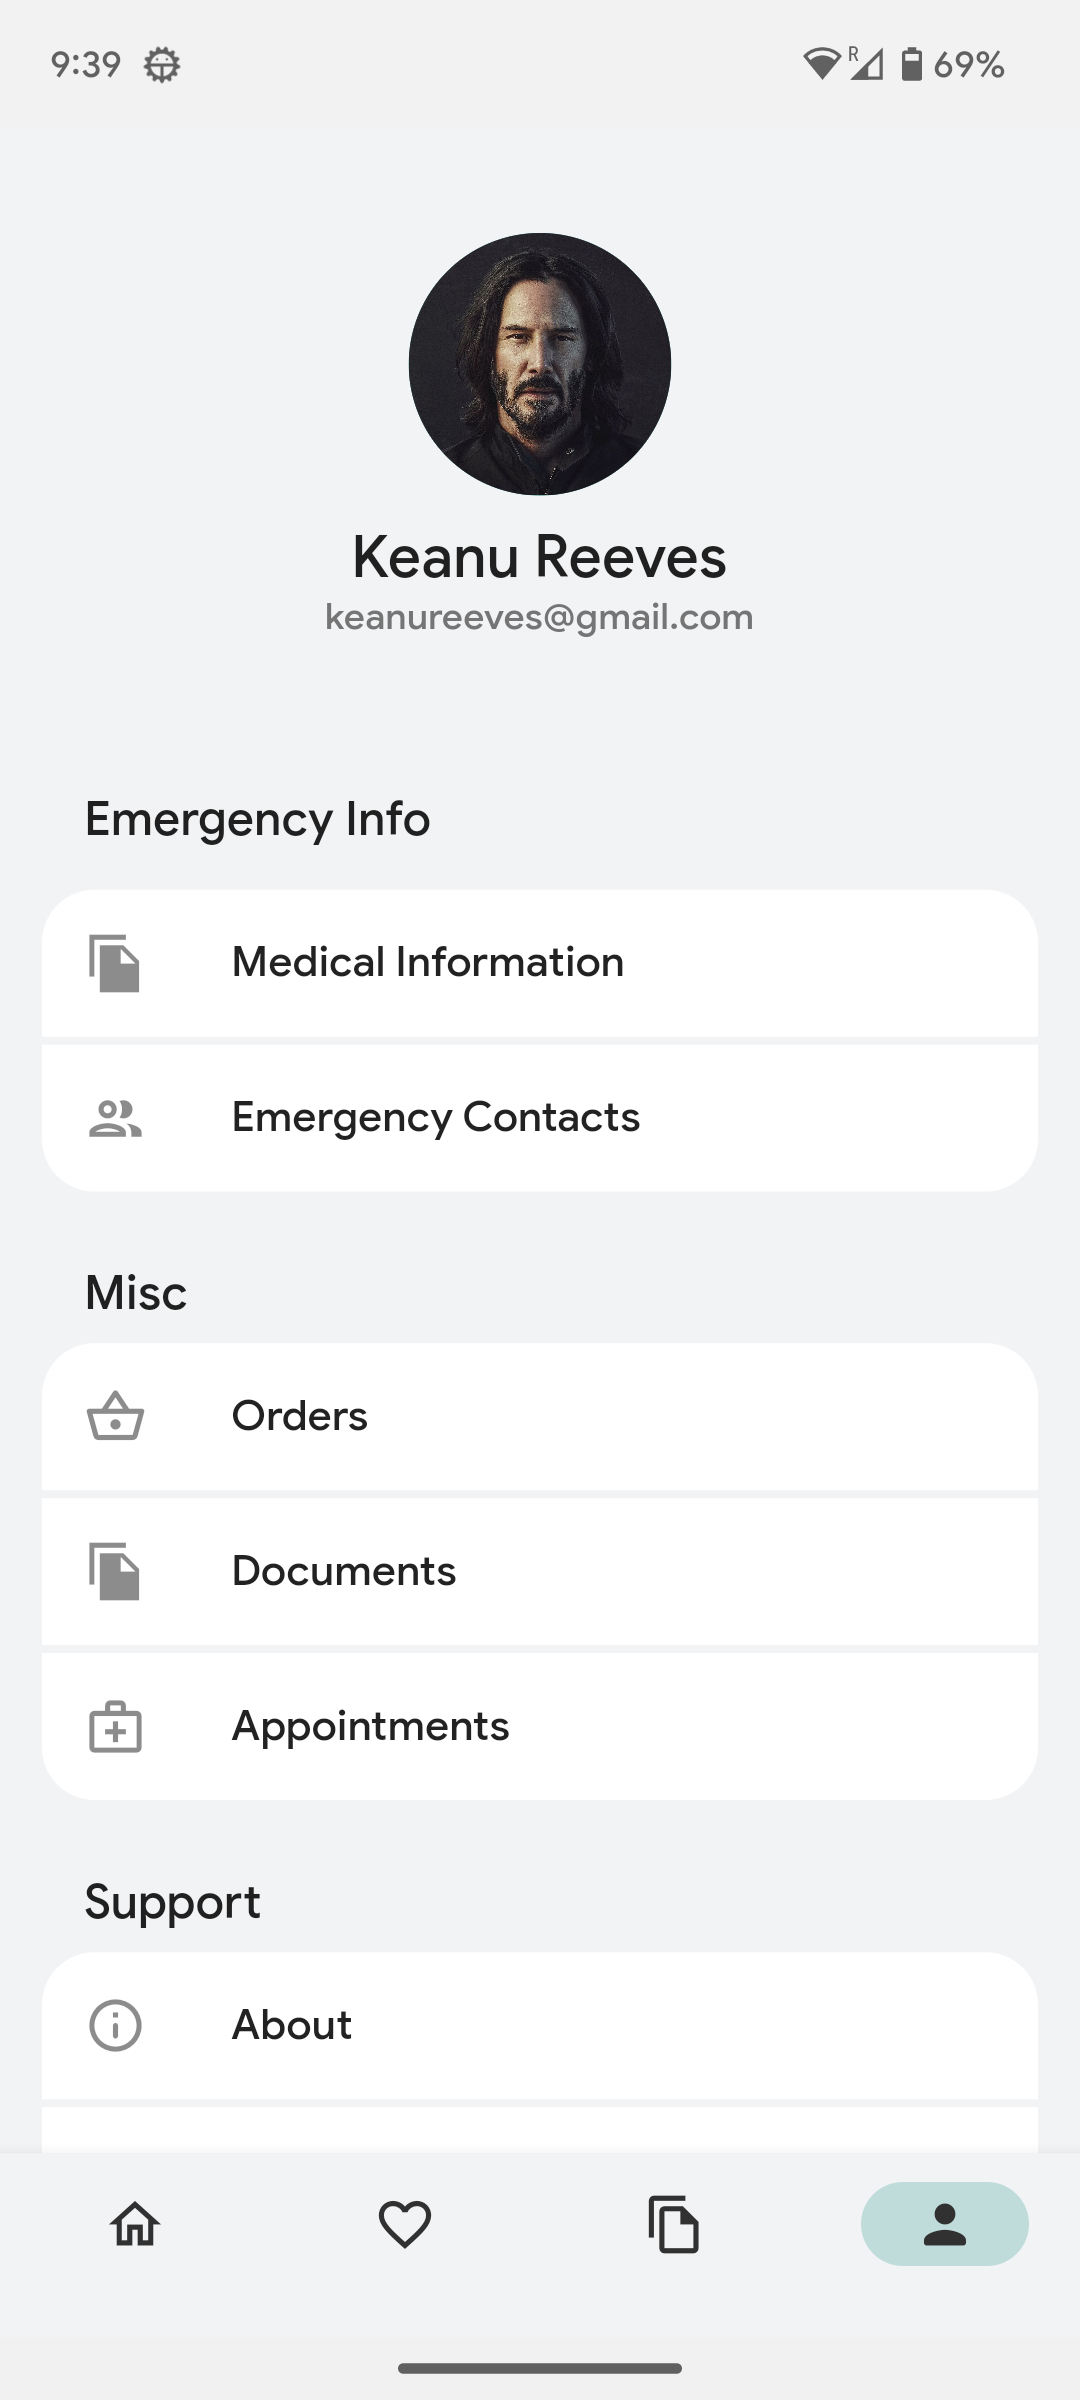 9:39 R 69%
Keanu Reeves
keanureeves@gmail.com
Emergency Info
Medical Information
Emergency Contacts
Misc
Orders
Documents
Appointments
Support
About